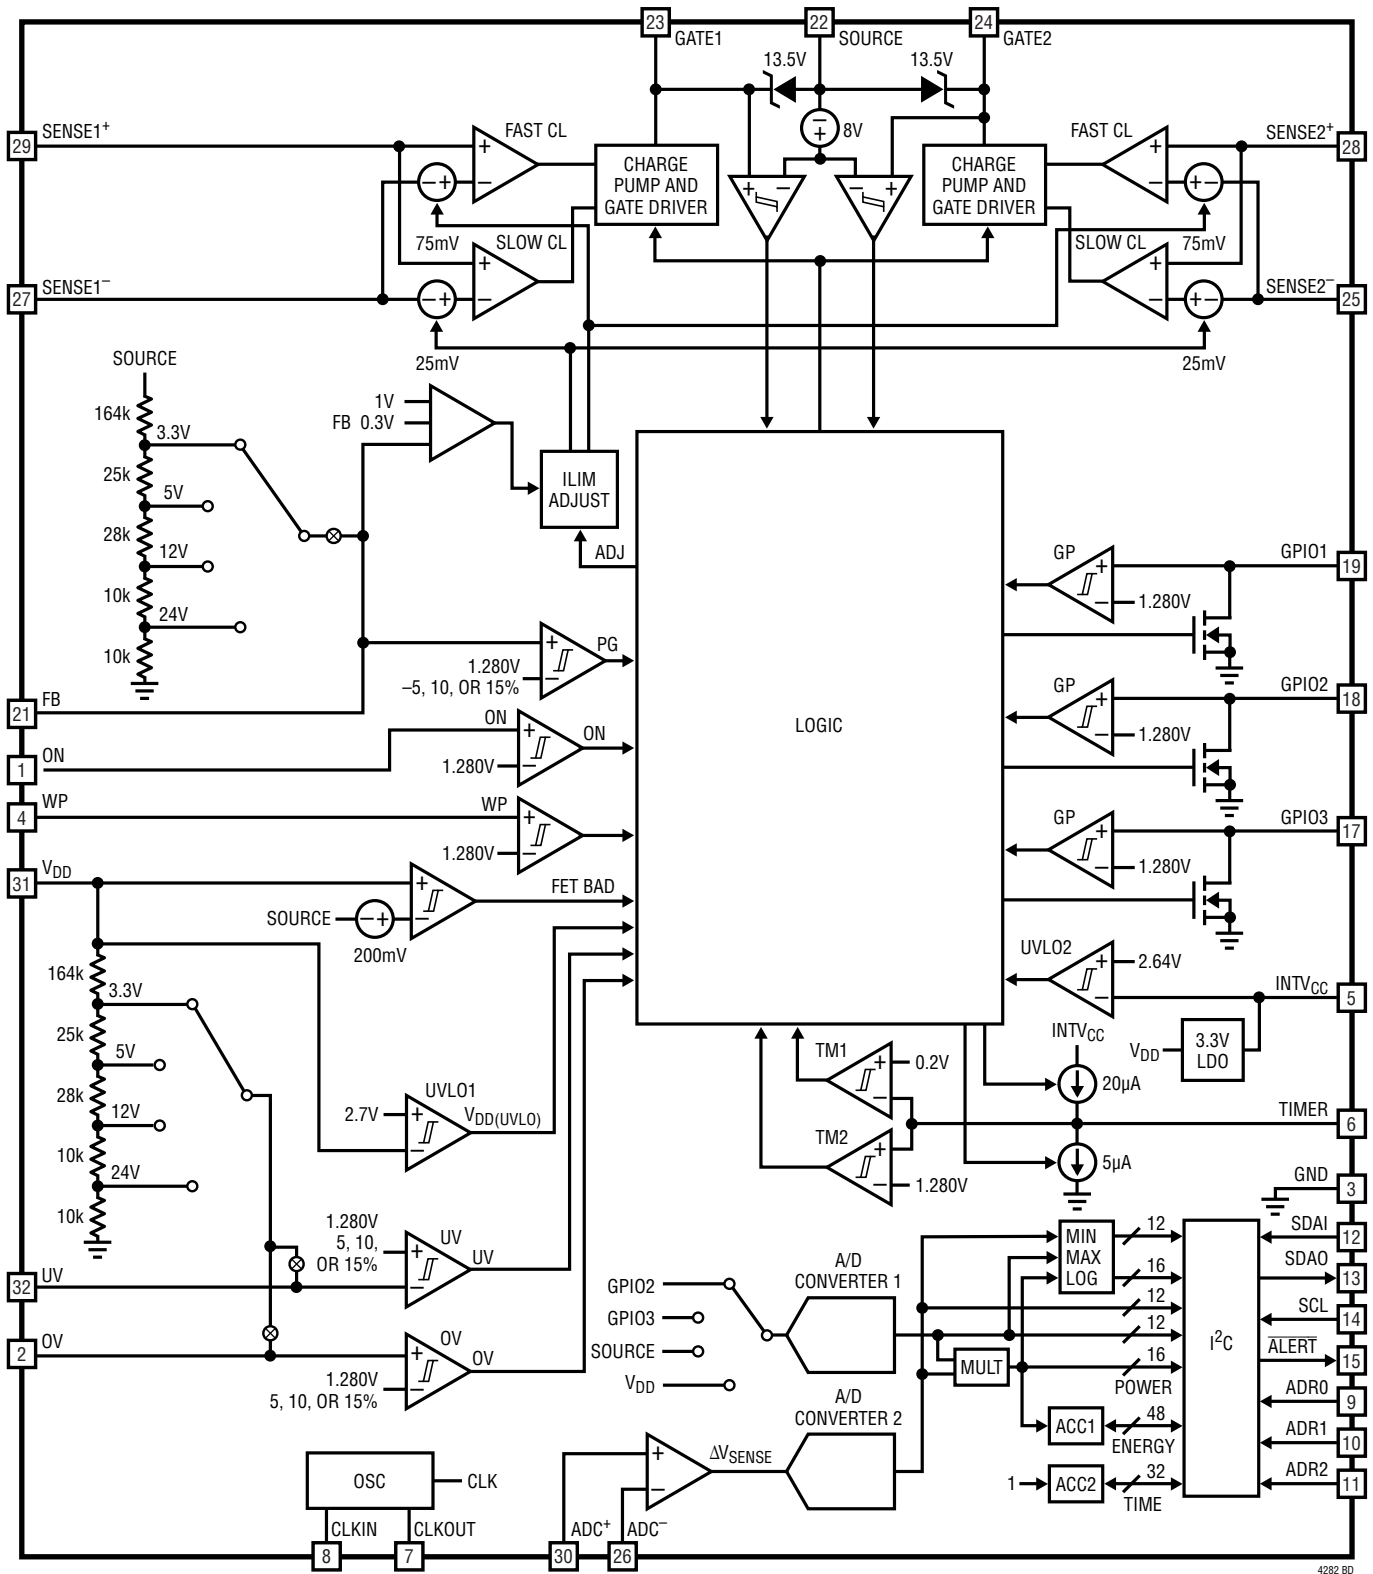 23
GATE1
22
SOURCE
24
GATE2
13.5V
13.5V
8V
29
SENSE1+
FAST CL
CHARGE
PUMP AND
GATE DRIVER
CHARGE
PUMP AND
GATE DRIVER
FAST CL
SENSE2+
28
75mV
SLOW CL
SLOW CL
75mV
27
SENSE1–
SENSE2–
25
25mV
25mV
SOURCE
164k
3.3V
25k
5V
28k
12V
10k
24V
10k
1V
FB 0.3V
ILIM
ADJUST
ADJ
LOGIC
PG
1.280V
–5, 10, OR 15%
21
FB
1
ON
ON
ON
1.280V
4
WP
WP
1.280V
31
VDD
SOURCE
200mV
FET BAD
164k
3.3V
25k
5V
28k
12V
10k
24V
10k
2.7V
UVLO1
VDD(UVLO)
1.280V
5, 10,
OR 15%
UV
UV
32
UV
2
OV
OV
OV
1.280V
5, 10, OR 15%
GP
GPIO1
19
1.280V
GP
GPIO2
18
1.280V
GP
GPIO3
17
1.280V
UVLO2
2.64V
INTVCC
5
VDD
3.3V
LDO
INTVCC
TM1
0.2V
20µA
TIMER
6
TM2
1.280V
5µA
GND
3
GPIO2
GPIO3
SOURCE
VDD
A/D
CONVERTER 1
A/D
CONVERTER 2
ΔVSENSE
MIN
MAX
LOG
12
16
12
12
MULT
16
POWER
ACC1
48
ENERGY
1
ACC2
32
TIME
I2C
SDAI
12
SDAO
13
SCL
14
ALERT
15
ADR0
9
ADR1
10
ADR2
11
OSC
CLK
CLKIN
8
CLKOUT
7
ADC+
30
ADC–
26
4282 BD